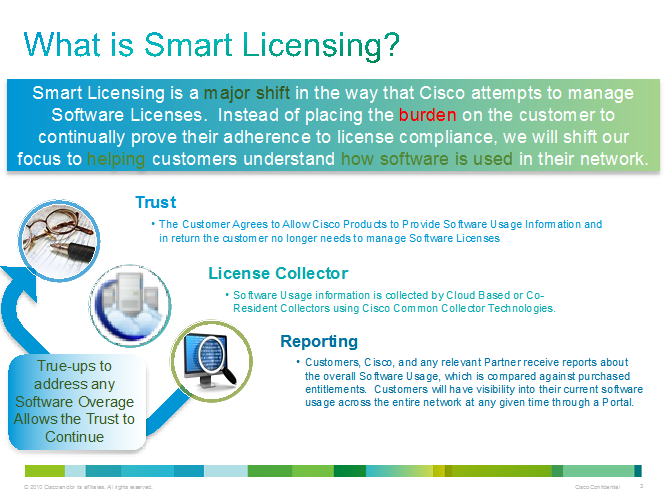 What is Smart Licensing?
Smart Licensing is a major shift in the way that Cisco attempts to manage
Software Licenses. Instead of placing the burden on the customer to
continually prove their adherence to license compliance, we will shift our
focus to helping customers understand how software is used in their network.
Trust
• The Customer Agrees to Allow Cisco Products to Provide Software Usage Information and
in return the customer no longer needs to manage Software Licenses
License Collector
• Software Usage information is collected by Cloud Based or Co-
Resident Collectors using Cisco Common Collector Technologies.
Reporting
• Customers, Cisco, and any relevant Partner receive reports about
the overall Software Usage, which is compared against purchased
entitlements. Customers will have visibility into their current software
usage across the entire network at any given time through a Portal.
True-ups to
address any
Software Overage
Allows the Trust to
Continue
© 2010 Cisco and/or its affiliates. All rights reserved.
Cisco Confidential